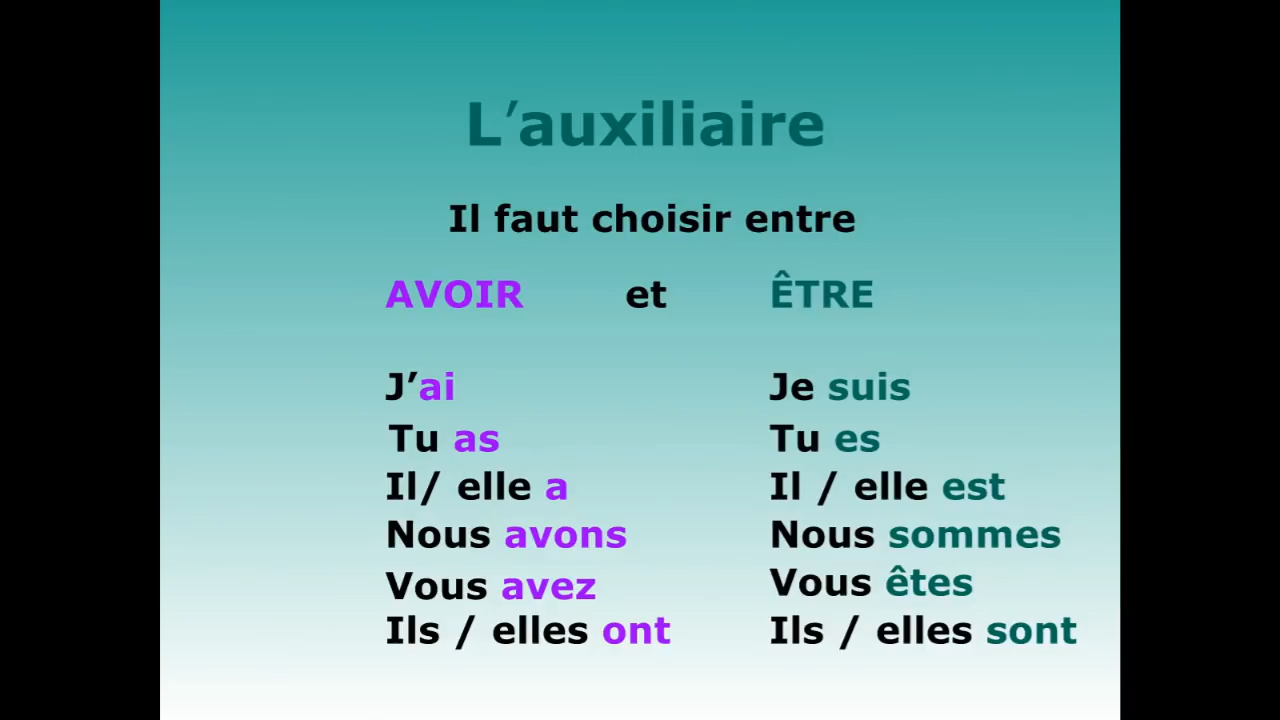 L’auxiliaire
Il faut choisir entre
AVOIR et ÊTRE
J’ai Je suis
Tu as Tu es
Il/ elle a Il / elle est
Nous avons Nous sommes
Vous avez Vous êtes
Ils / elles ont Ils / elles sont